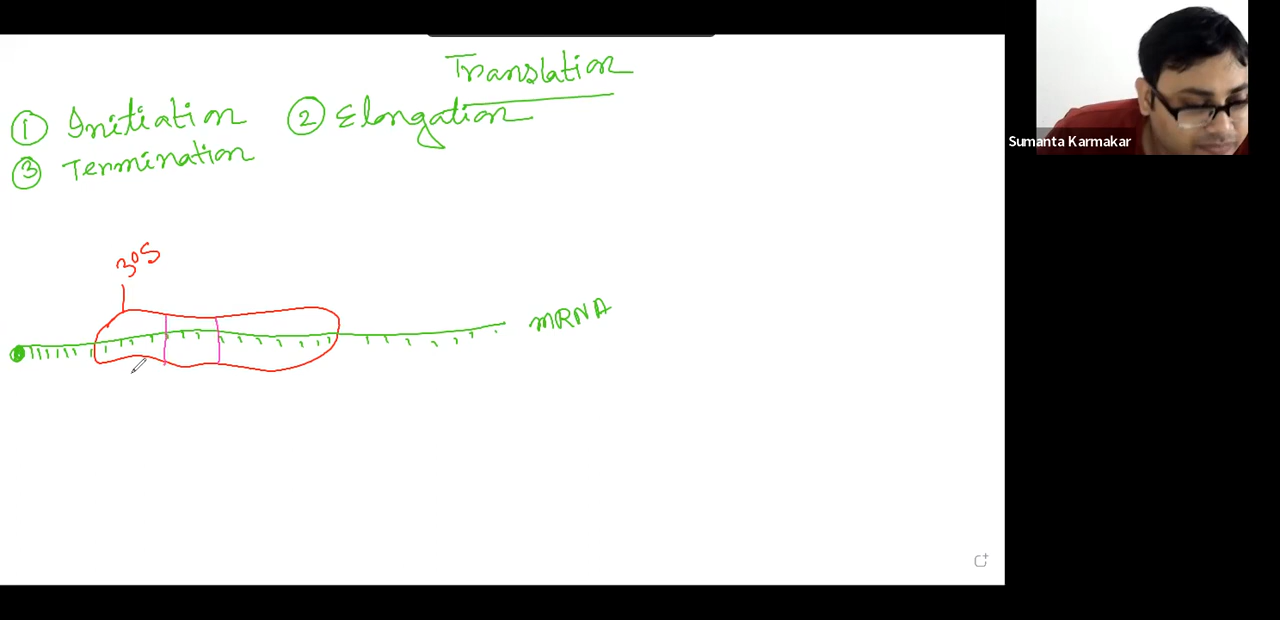 Translation
① Initiation ② Elongation
③ Termination
30S
mRNA
Sumanta Karmakar